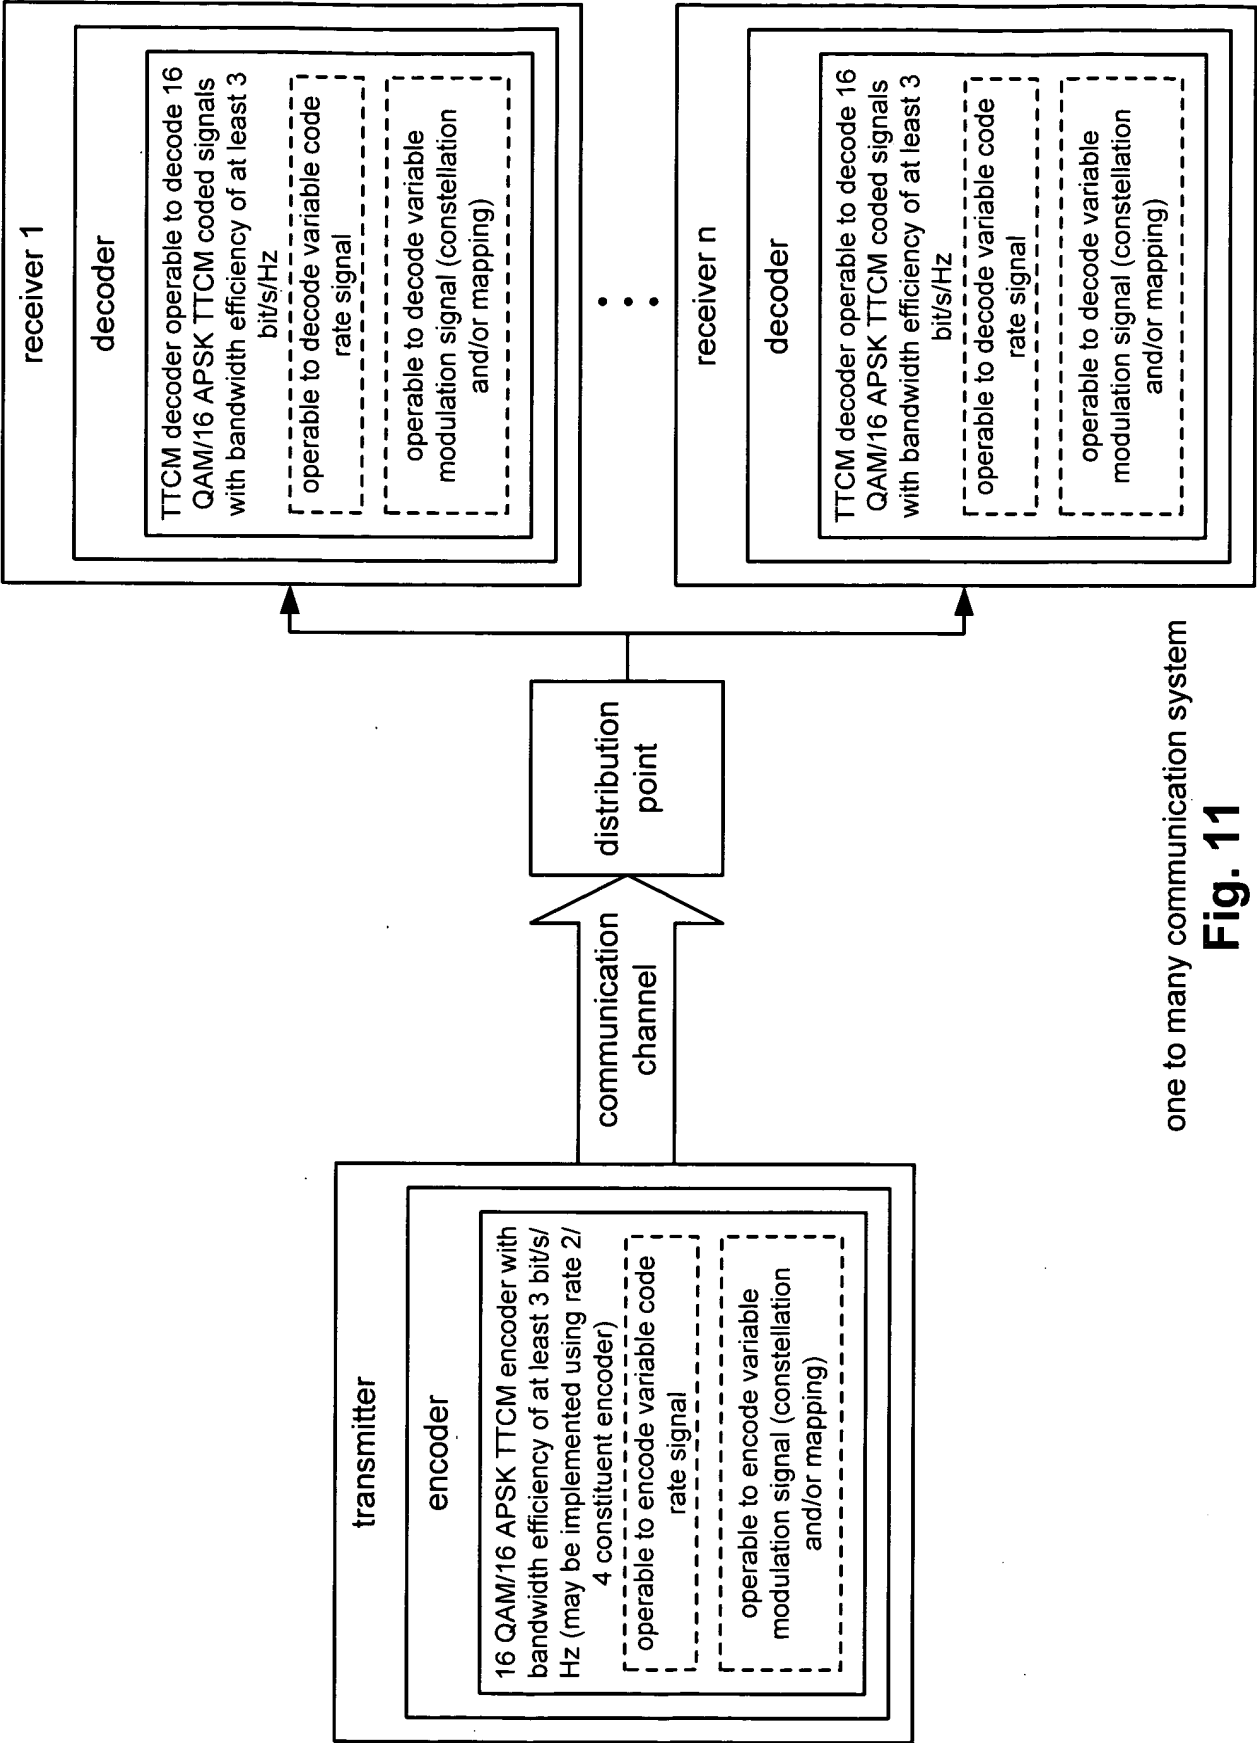 transmitter
encoder
16 QAM/16 APSK TTCM encoder with
bandwidth efficiency of at least 3 bit/s/
Hz (may be implemented using rate 2/
4 constituent encoder)
operable to encode variable code
rate signal
operable to encode variable
modulation signal (constellation
and/or mapping)
communication
channel
distribution
point
receiver 1
decoder
TTCM decoder operable to decode 16
QAM/16 APSK TTCM coded signals
with bandwidth efficiency of at least 3
bit/s/Hz
operable to decode variable code
rate signal
operable to decode variable
modulation signal (constellation
and/or mapping)
receiver n
decoder
TTCM decoder operable to decode 16
QAM/16 APSK TTCM coded signals
with bandwidth efficiency of at least 3
bit/s/Hz
operable to decode variable code
rate signal
operable to decode variable
modulation signal (constellation
and/or mapping)
one to many communication system
Fig. 11